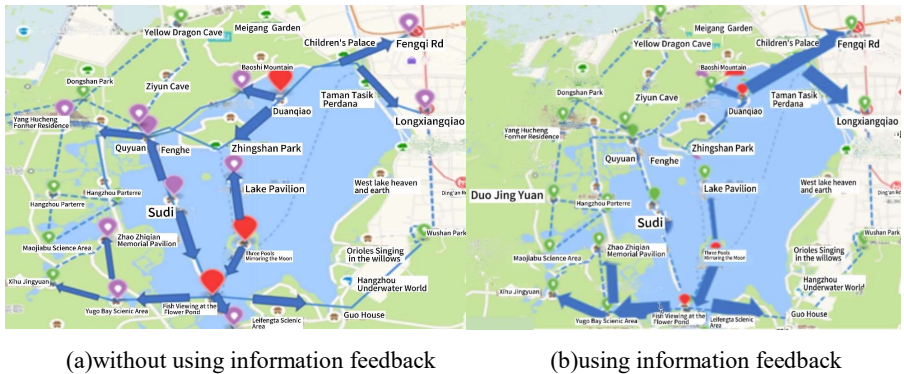 Yellow Dragon Cave
Meigang Garden
Children's Palace
Fengqi Rd
Baoshi Mountain
Dongshan Park
Ziyun Cave
Taman Tasik
Perdana
Duanqiao
Yang Hucheng
Former Residence
Longxiangqiao
Quyuan
Fenghe
Zhingshan Park
Hangzhou Parterre
Lake Pavilion
West lake heaven
and earth
Hangzhou Parterre
Sudi
Wushan Park
Zhao Zhiqian
Memorial Pavilion
Maojiabu Science Area
Three Pools
Mirroring the Moon
Orioles Singing
in the willows
Xihu Jingyuan
Hangzhou
Underwater World
Yugo Bay Scienic Area
Fish Viewing at the
Flower Pond
Leifengta Scienic
Area
Guo House
(a)without using information feedback
Yellow Dragon Cave
Meigang Garden
Children's Palace
Fengqi Rd
Baoshi Mountain
Dongshan Park
Ziyun Cave
Taman Tasik
Perdana
Duanqiao
Yang Hucheng
Former Residence
Longxiangqiao
Quyuan
Fenghe
Zhingshan Park
Duo Jing Yuan
Hangzhou Parterre
Lake Pavilion
West lake heaven
and earth
Hangzhou Parterre
Sudi
Wushan Park
Zhao Zhiqian
Memorial Pavilion
Maojiabu Science Area
Three Pools
Mirroring the Moon
Orioles Singing
in the willows
Xihu Jingyuan
Hangzhou
Underwater World
Yugo Bay Scienic Area
Fish Viewing at the
Flower Pond
Leifengta Scienic
Area
Guo House
(b)using information feedback